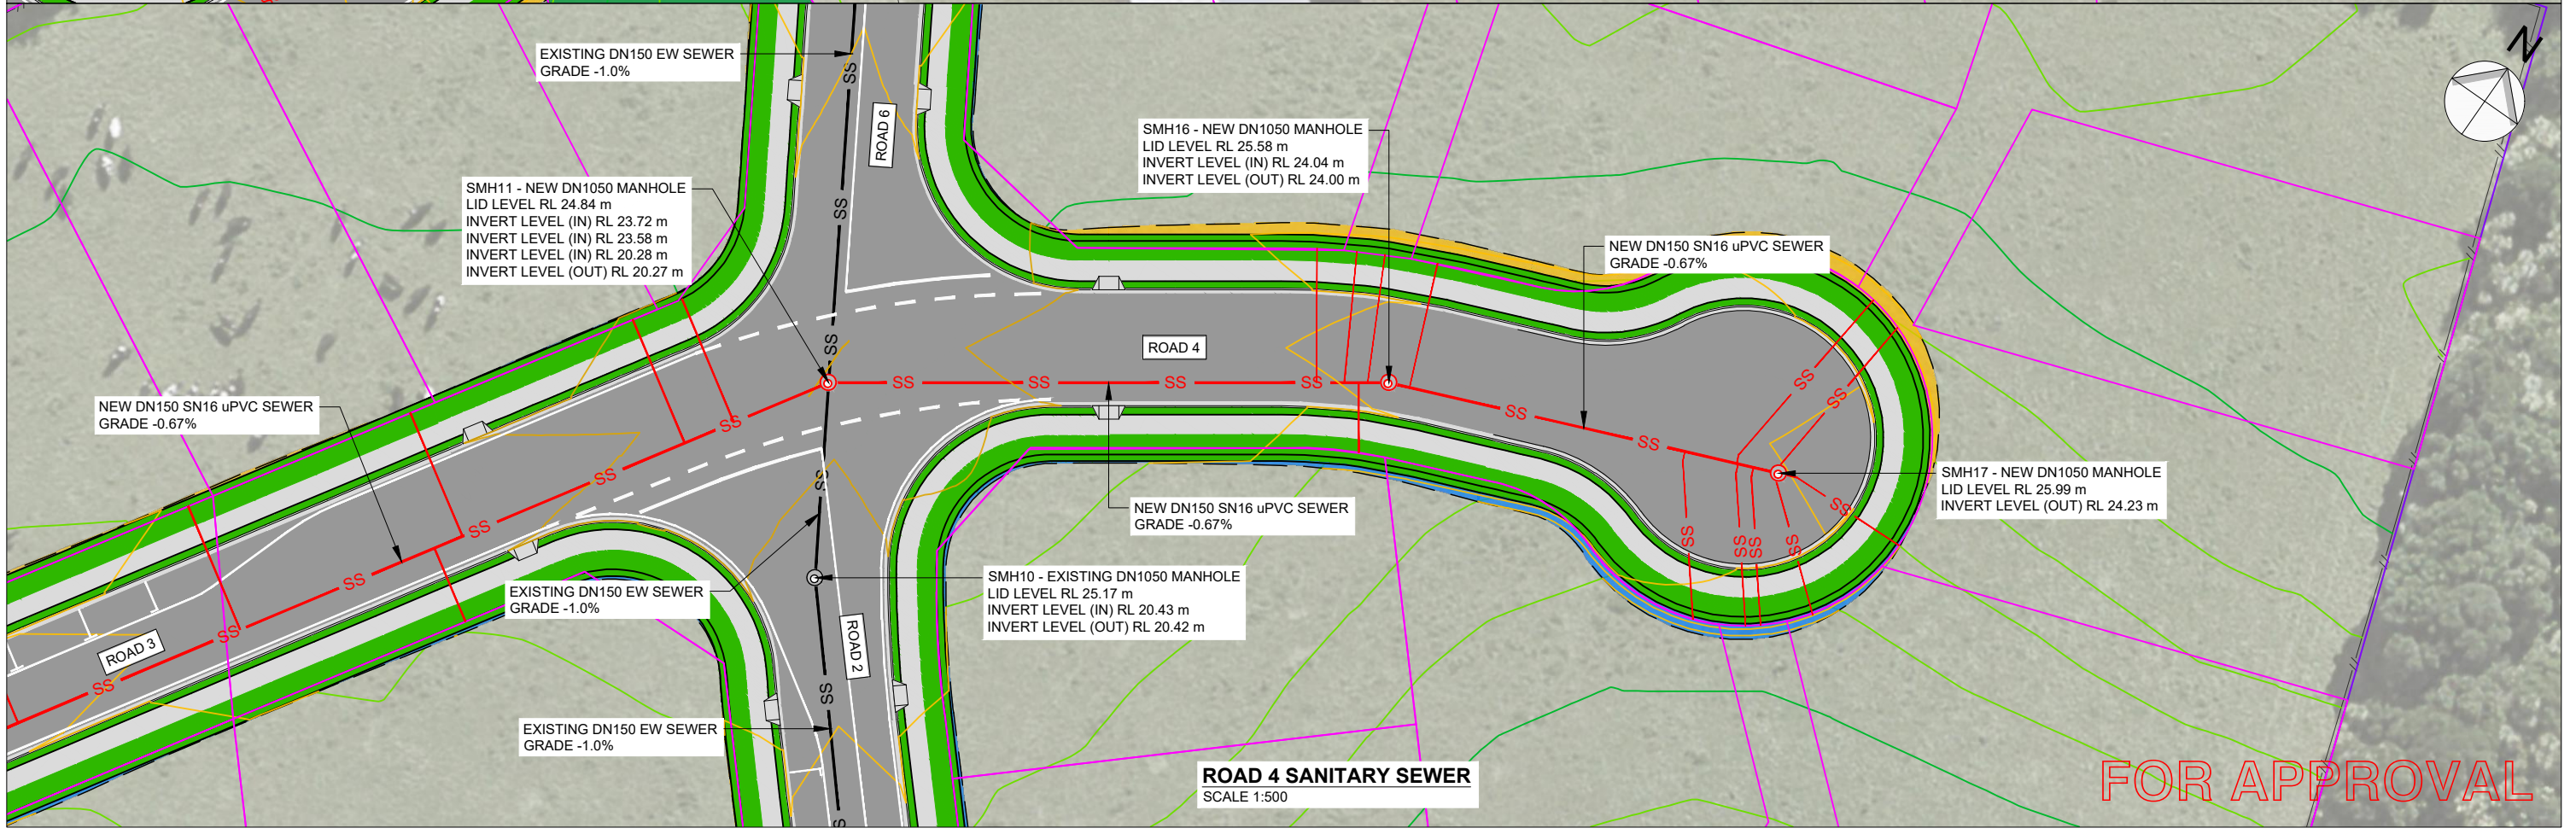 EXISTING DN150 EW SEWER
GRADE -1.0%
N
SS
ROAD 6
SMH16 - NEW DN1050 MANHOLE
LID LEVEL RL 25.58 m
INVERT LEVEL (IN) RL 24.04 m
INVERT LEVEL (OUT) RL 24.00 m
SMH11 - NEW DN1050 MANHOLE
LID LEVEL RL 24.84 m
INVERT LEVEL (IN) RL 23.72 m
INVERT LEVEL (IN) RL 23.58 m
INVERT LEVEL (IN) RL 20.28 m
INVERT LEVEL (OUT) RL 20.27 m
SS
NEW DN150 SN16 uPVC SEWER
GRADE -0.67%
SS
ROAD 4
SS
SS
SS
SS
SS
SS
SS
NEW DN150 SN16 uPVC SEWER
GRADE -0.67%
SS
SS
SS
SS
SS
SS
SMH17 - NEW DN1050 MANHOLE
LID LEVEL RL 25.99 m
INVERT LEVEL (OUT) RL 24.23 m
SS
NEW DN150 SN16 uPVC SEWER
GRADE -0.67%
SS
SS
SS
SS
SS
SS
EXISTING DN150 EW SEWER
GRADE -1.0%
SMH10 - EXISTING DN1050 MANHOLE
LID LEVEL RL 25.17 m
INVERT LEVEL (IN) RL 20.43 m
INVERT LEVEL (OUT) RL 20.42 m
SS
ROAD 3
ROAD 2
SS
SS
EXISTING DN150 EW SEWER
GRADE -1.0%
S
ROAD 4 SANITARY SEWER
SCALE 1:500
FOR APPROVAL